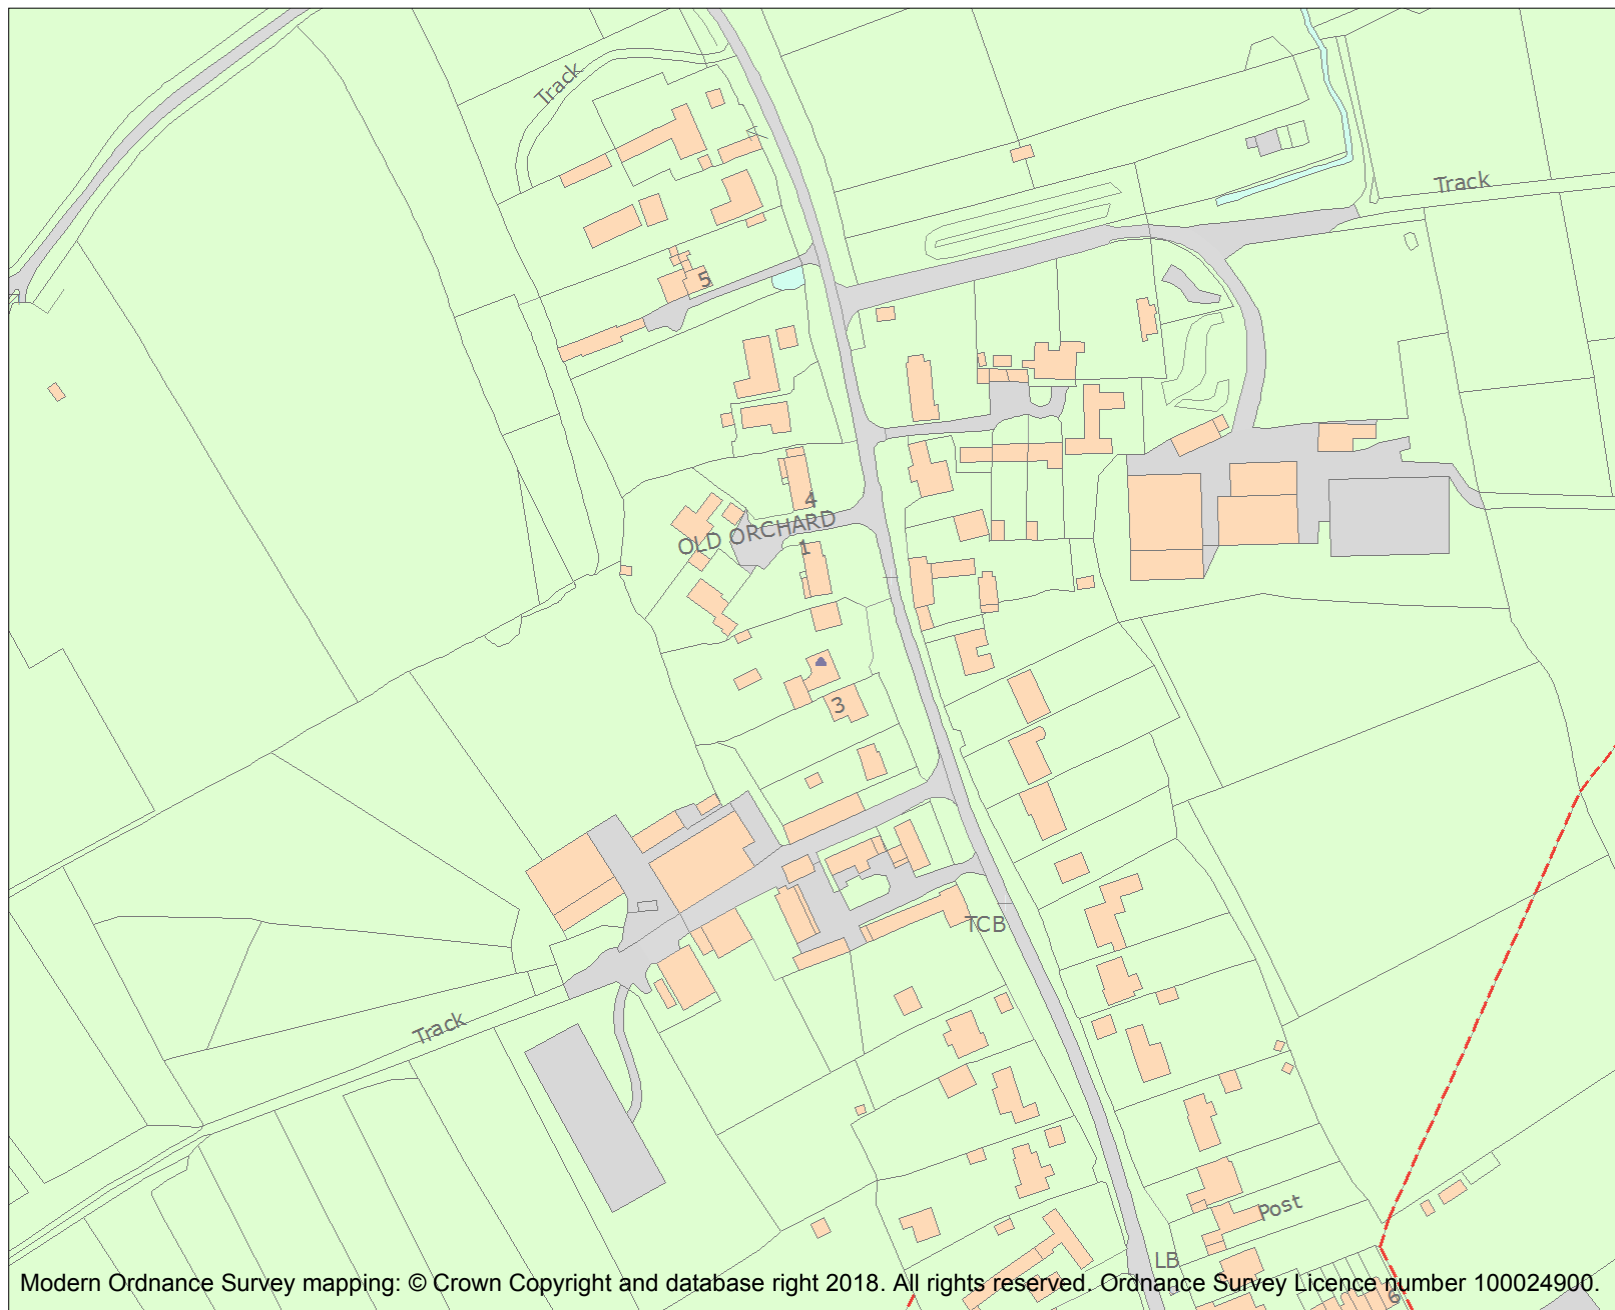 Track
Track
5
4
OLD ORCHARD
1
3
TCB
Track
Post
LB
6
Modern Ordnance Survey mapping: © Crown Copyright and database right 2018. All rights reserved. Ordnance Survey Licence number 100024900.